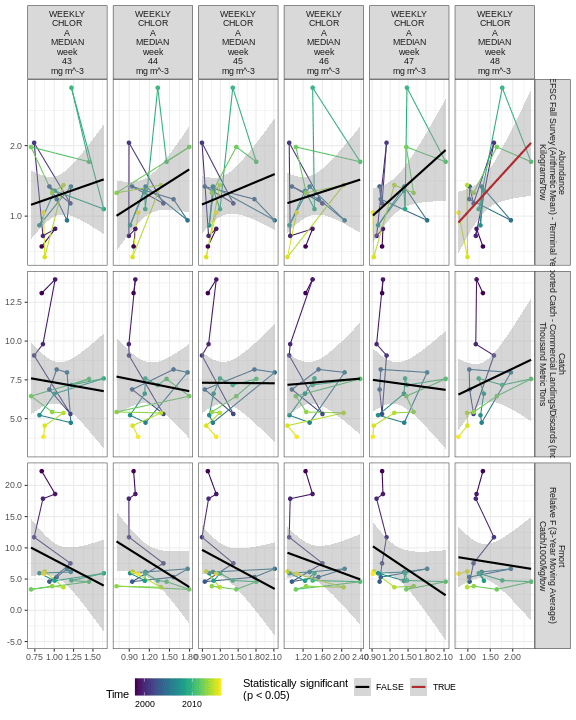 WEEKLY
CHLOR
A
MEDIAN
week
43
mg m^-3
WEEKLY
CHLOR
A
MEDIAN
week
44
mg m^-3
WEEKLY
CHLOR
A
MEDIAN
week
45
mg m^-3
WEEKLY
CHLOR
A
MEDIAN
week
46
mg m^-3
WEEKLY
CHLOR
A
MEDIAN
week
47
mg m^-3
WEEKLY
CHLOR
A
MEDIAN
week
48
mg m^-3
2.0
1.0
Abundance
EFSC Fall Survey (Arithmetic Mean) - Terminal Y
Kilograms/Tow
12.5
10.0
7.5
5.0
Catch
ported Catch - Commercial Landings/Discards (Inc
Thousand Metric Tons
20.0
15.0
10.0
5.0
0.0
-5.0
Fmort
Relative F (3-Year Moving Average)
Catch/1000/kg/tow
0.75 1.00 1.25 1.50
0.90 1.20 1.50 1.80
0.90 1.20 1.50 1.80 2.10
1.20 1.60 2.00 2.40
0.90 1.20 1.50 1.80 2.10
1.00 1.50 2.00
Time
2000 2010
Statistically significant
(p < 0.05)
FALSE
TRUE